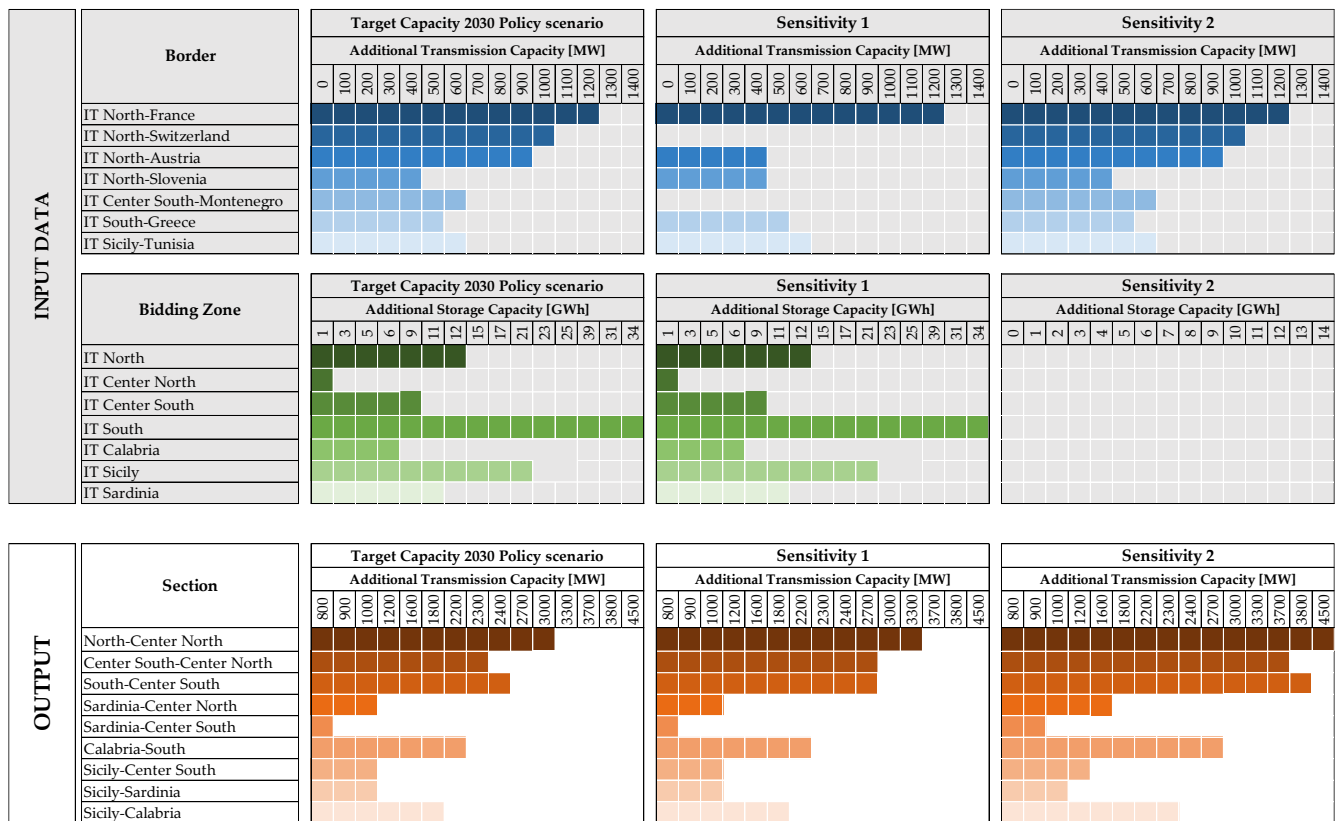 INPUT DATA
Border
Target Capacity 2030 Policy scenario
Additional Transmission Capacity [MW]
0 100 200 300 400 500 600 700 800 900 1000 1100 1200 1300 1400
Sensitivity 1
Additional Transmission Capacity [MW]
0 100 200 300 400 500 600 700 800 900 1000 1100 1200 1300 1400
Sensitivity 2
Additional Transmission Capacity [MW]
0 100 200 300 400 500 600 700 800 900 1000 1100 1200 1300 1400
IT North-France
IT North-Switzerland
IT North-Austria
IT North-Slovenia
IT Center South-Montenegro
IT South-Greece
IT Sicily-Tunisia
Bidding Zone
Target Capacity 2030 Policy scenario
Additional Storage Capacity [GWh]
1 3 5 6 9 11 12 15 17 21 23 25 39 31 34
Sensitivity 1
Additional Storage Capacity [GWh]
1 3 5 6 9 11 12 15 17 21 23 25 39 31 34
Sensitivity 2
Additional Storage Capacity [GWh]
0 1 2 3 4 5 6 7 8 9 10 11 12 13 14
IT North
IT Center North
IT Center South
IT South
IT Calabria
IT Sicily
IT Sardinia
OUTPUT
Section
Target Capacity 2030 Policy scenario
Additional Transmission Capacity [MW]
800 900 1000 1200 1600 1800 2200 2300 2400 2700 3000 3300 3700 3800 4500
Sensitivity 1
Additional Transmission Capacity [MW]
800 900 1000 1200 1600 1800 2200 2300 2400 2700 3000 3300 3700 3800 4500
Sensitivity 2
Additional Transmission Capacity [MW]
800 900 1000 1200 1600 1800 2200 2300 2400 2700 3000 3300 3700 3800 4500
North-Center North
Center South-Center North
South-Center South
Sardinia-Center North
Sardinia-Center South
Calabria-South
Sicily-Center South
Sicily-Sardinia
Sicily-Calabria